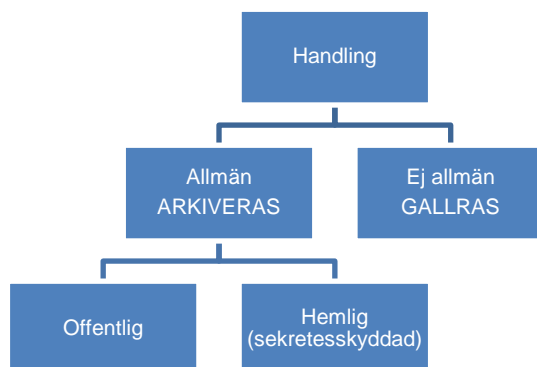 Handling
Allmän
ARKIVERAS
Ej allmän
GALLRAS
Offentlig
Hemlig
(sekretesskyddad)